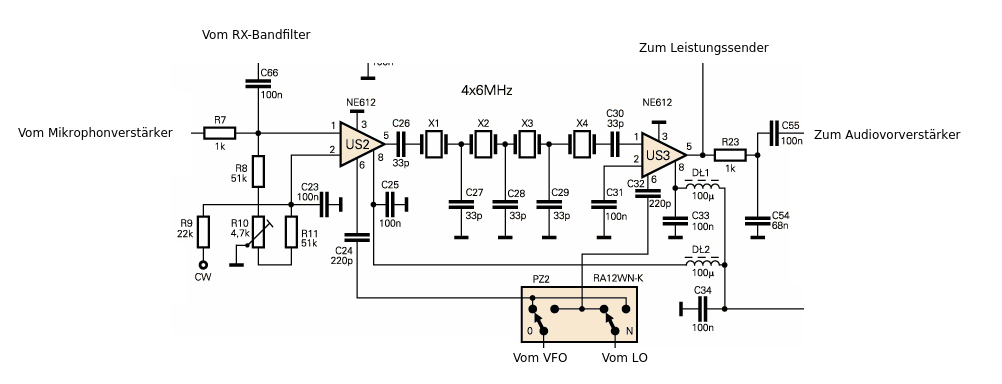 Vom RX-Bandfilter
Zum Leistungssender
C66
100n
4x6MHz
NE612
NE612
Vom Mikrophonverstärker
R7
1k
1
2
3
US2
5
8
6
C26
33p
X1
X2
X3
X4
C30
33p
1
2
3
US3
5
8
6
R23
1k
C55
100n
Zum Audiovorverstärker
R8
51k
C23
100n
C25
100n
C27
33p
C28
33p
C29
33p
C31
100n
C32
220p
DŁ1
100µ
C33
100n
C54
68n
R9
22k
R10
4,7k
R11
51k
C24
220p
DŁ2
100µ
CW
PZ2
RA12WN-K
C34
100n
0
N
Vom VFO
Vom LO